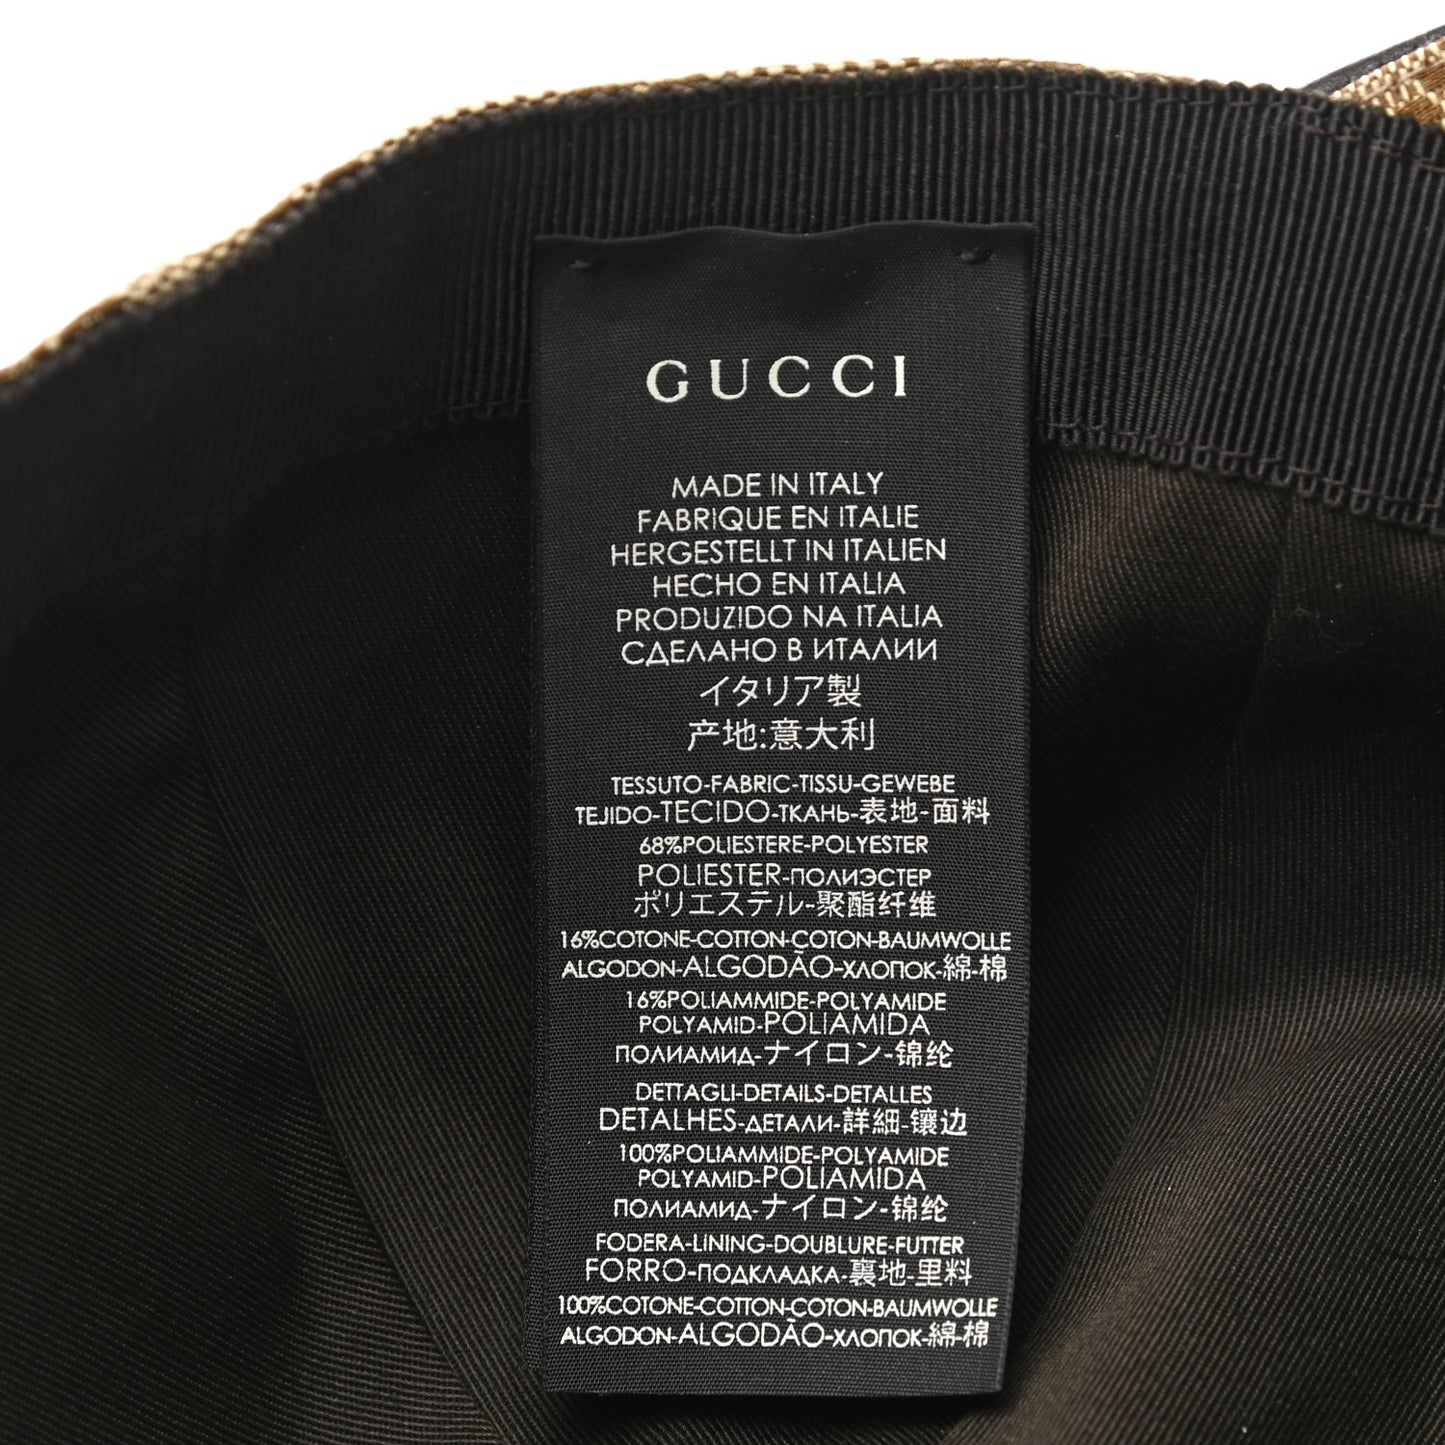 GUCCI
MADE IN ITALY
FABRIQUE EN ITALIE
HERGESTELLT IN ITALIEN
HECHO EN ITALIA
PRODUZIDO NA ITALIA
СДЕЛАНО В ИТАЛИИ
イタリア製
产地:意大利
TESSUTO-FABRIC-TISSU-GEWEBE
TEJIDO-TECIDO-ТКАНЬ-表地-面料
68%POLIESTERE-POLYESTER
POLIESTER-ПОЛИЭСТЕР
ポリエステル-聚酯纤维
16%COTONE-COTTON-COTON-BAUMWOLLE
ALGODON-ALGODÃO-ХЛОПОК-綿-棉
16%POLIAMMIDE-POLYAMIDE
POLYAMID-POLIAMIDA
ПОЛИАМИД-ナイロン-锦纶
DETTAGLI-DETAILS-DETALLES
DETALHES-ДЕТАЛИ-詳細-镶边
100%POLIAMMIDE-POLYAMIDE
POLYAMID-POLIAMIDA
ПОЛИАМИД-ナイロン-锦纶
FODERA-LINING-DOUBLURE-FUTTER
FORRO-ПОДКЛАДКА-裏地-里料
100%COTONE-COTTON-COTON-BAUMWOLLE
ALGODON-ALGODÃO-ХЛОПОК-綿-棉